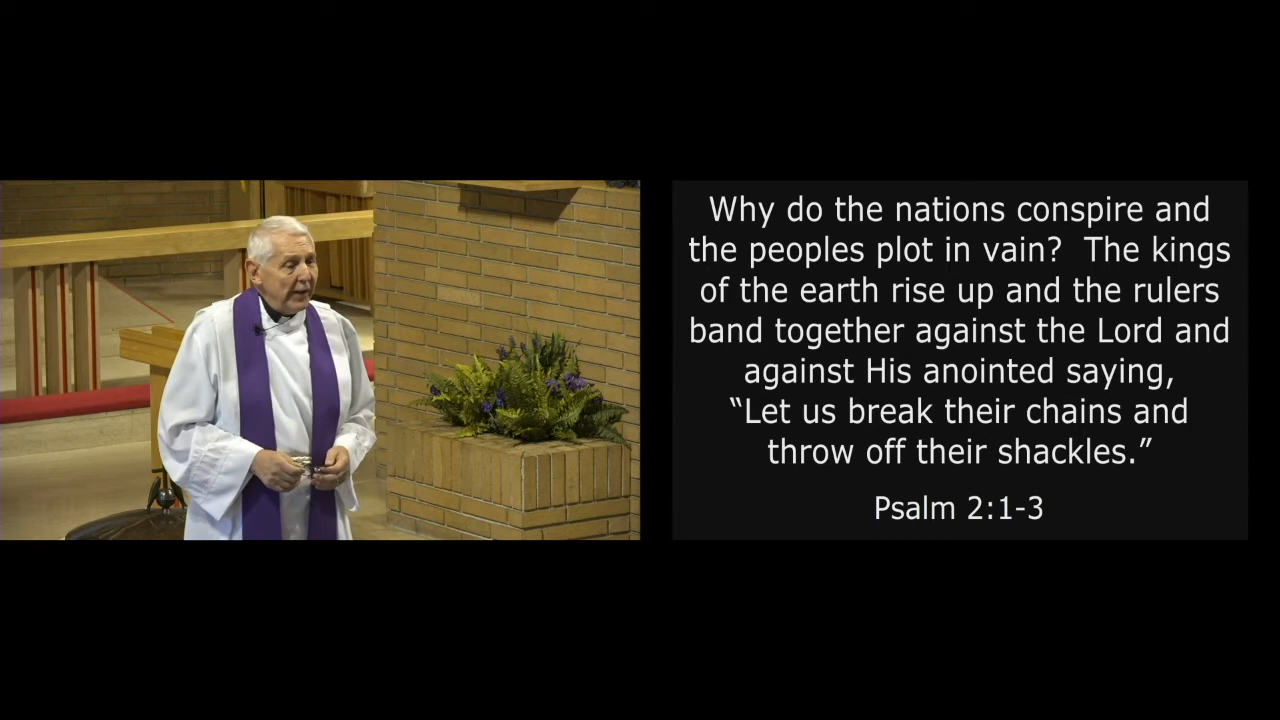 Why do the nations conspire and
the peoples plot in vain?  The kings
of the earth rise up and the rulers
band together against the Lord and
against His anointed saying,
“Let us break their chains and
throw off their shackles.”
Psalm 2:1-3